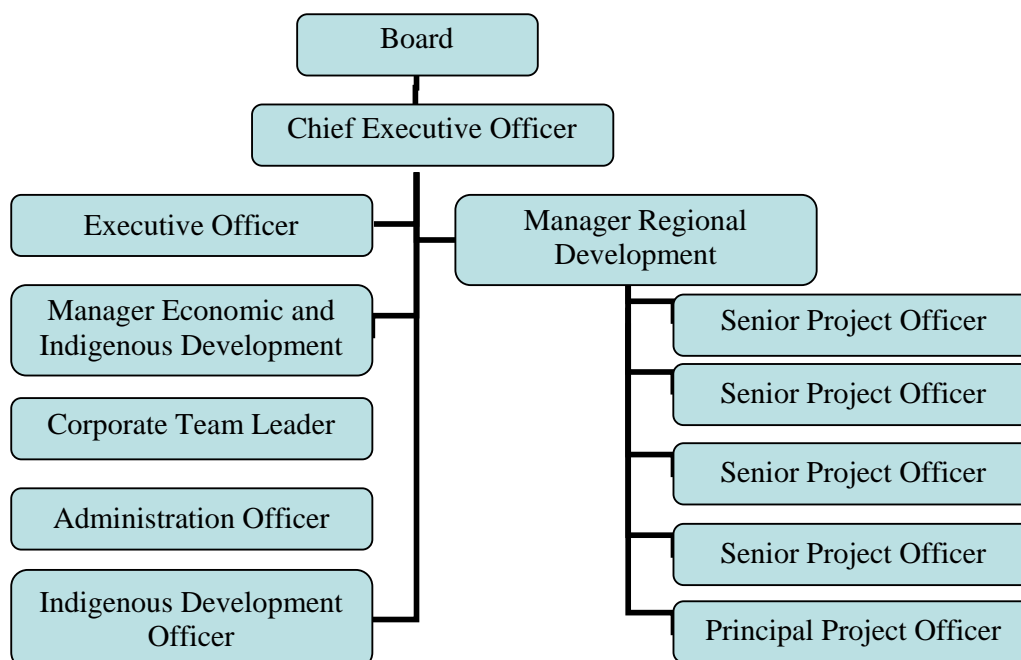 Board
Chief Executive Officer
Executive Officer
Manager Regional
Development
Manager Economic and
Indigenous Development
Corporate Team Leader
Administration Officer
Indigenous Development
Officer
Senior Project Officer
Senior Project Officer
Senior Project Officer
Senior Project Officer
Principal Project Officer